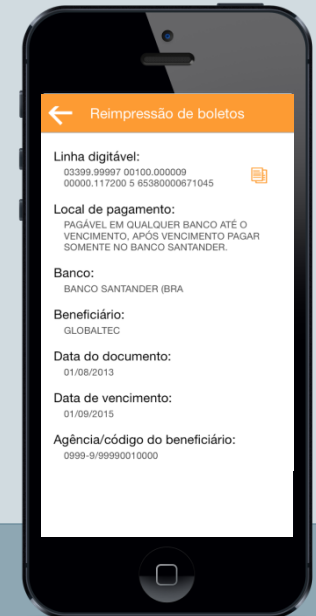 Reimpressão de boletos
Linha digitável:
03399.99997 00100.000009
00000.117200 5 65380000671045
Local de pagamento:
PAGÁVEL EM QUALQUER BANCO ATÉ O
VENCIMENTO, APÓS VENCIMENTO PAGAR
SOMENTE NO BANCO SANTANDER.
Banco:
BANCO SANTANDER (BRA
Beneficiário:
GLOBALTEC
Data do documento:
01/08/2013
Data de vencimento:
01/09/2015
Agência/código do beneficiário:
0999-9/99990010000